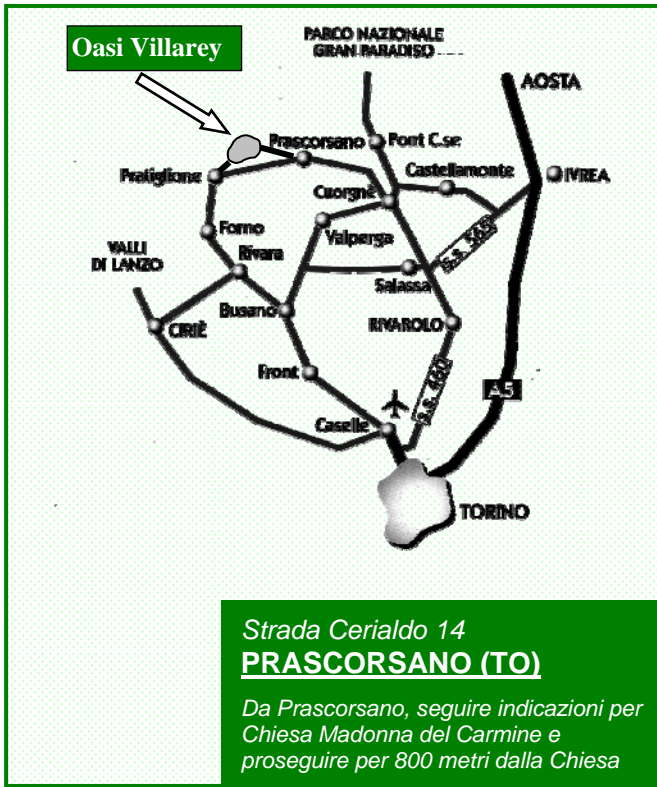 Oasi Villarey
PARCO NAZIONALE
GRAN PARADISO
AOSTA
Prascorsano
Pont C.se
Castellamonte
IVREA
Pratiglione
Cuorgnè
Forno
Valperga
VALLI
DI LANZO
Rivara
S.S. 565
Salassa
Busano
CIRIÈ
RIVAROLO
Front
S.S. 460
A5
Caselle
TORINO
Strada Cerialdo 14
PRASCORSANO (TO)
Da Prascorsano, seguire indicazioni per
Chiesa Madonna del Carmine e
proseguire per 800 metri dalla Chiesa